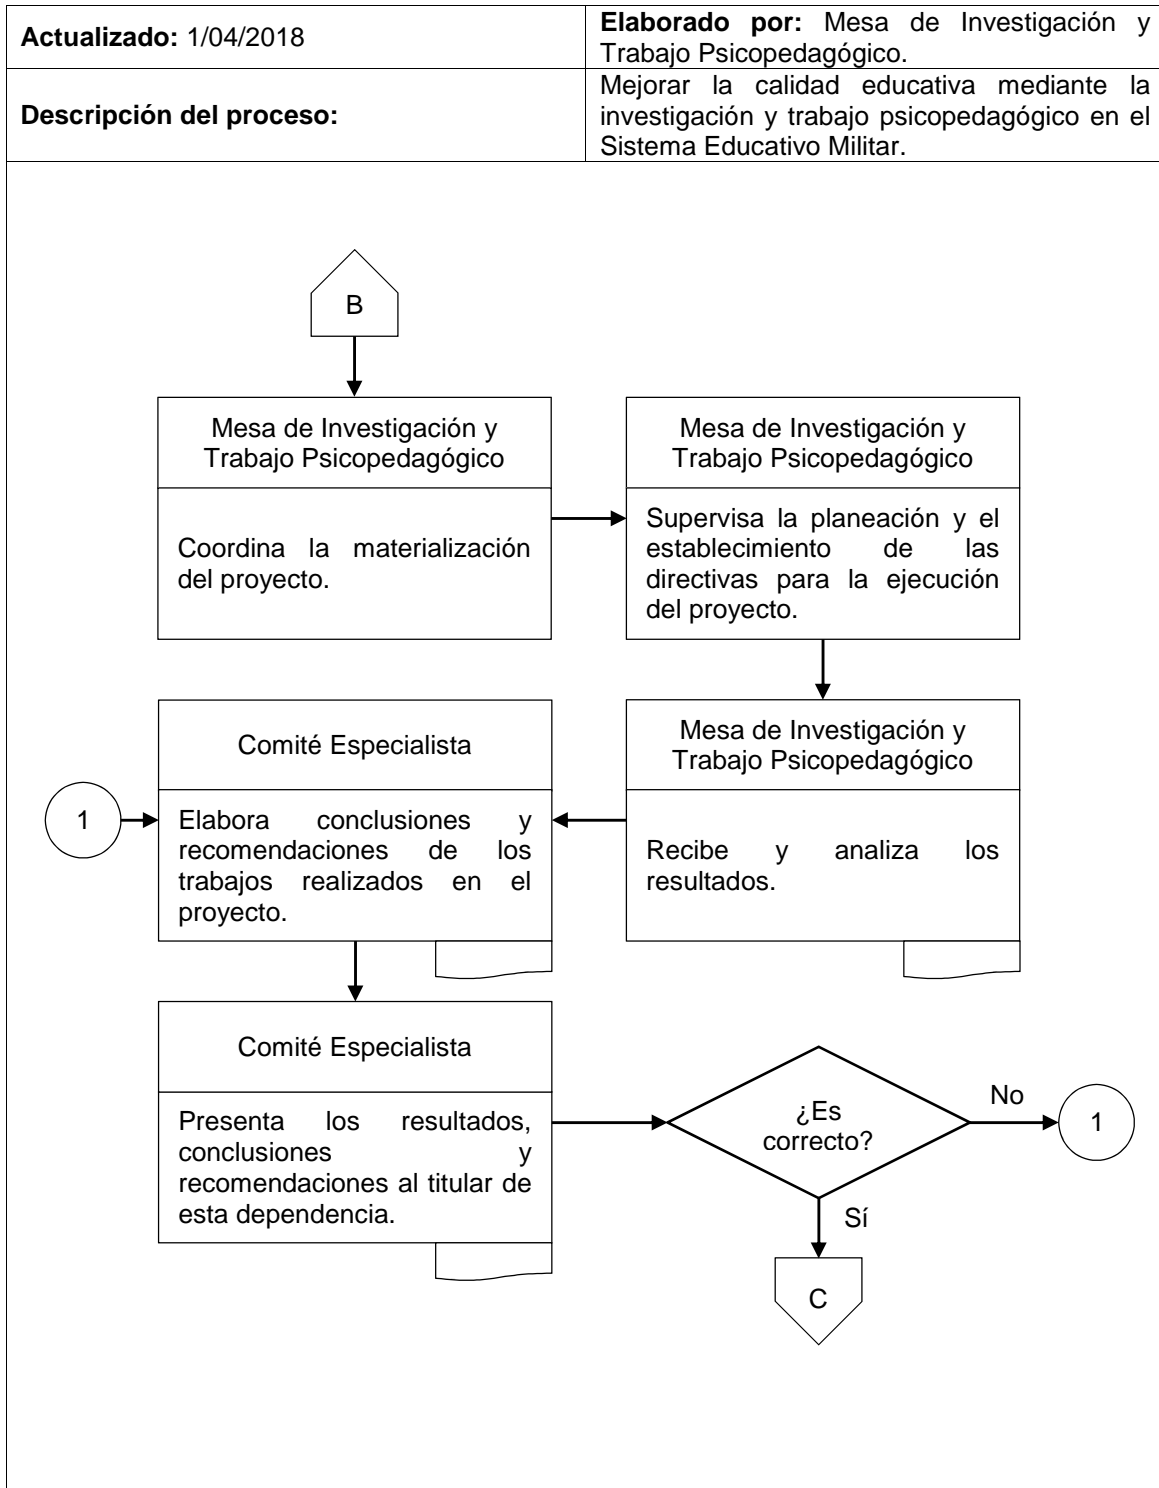 Actualizado: 1/04/2018
Elaborado por: Mesa de Investigación y
Trabajo Psicopedagógico.
Descripción del proceso:
Mejorar la calidad educativa mediante la
investigación y trabajo psicopedagógico en el
Sistema Educativo Militar.
B
Mesa de Investigación y
Trabajo Psicopedagógico
Coordina la materialización
del proyecto.
Mesa de Investigación y
Trabajo Psicopedagógico
Supervisa la planeación y el
establecimiento de las
directivas para la ejecución
del proyecto.
Mesa de Investigación y
Trabajo Psicopedagógico
Recibe y analiza los
resultados.
1
Comité Especialista
Elabora conclusiones y
recomendaciones de los
trabajos realizados en el
proyecto.
Comité Especialista
Presenta los resultados,
conclusiones y
recomendaciones al titular de
esta dependencia.
¿Es
correcto?
No
1
Sí
C